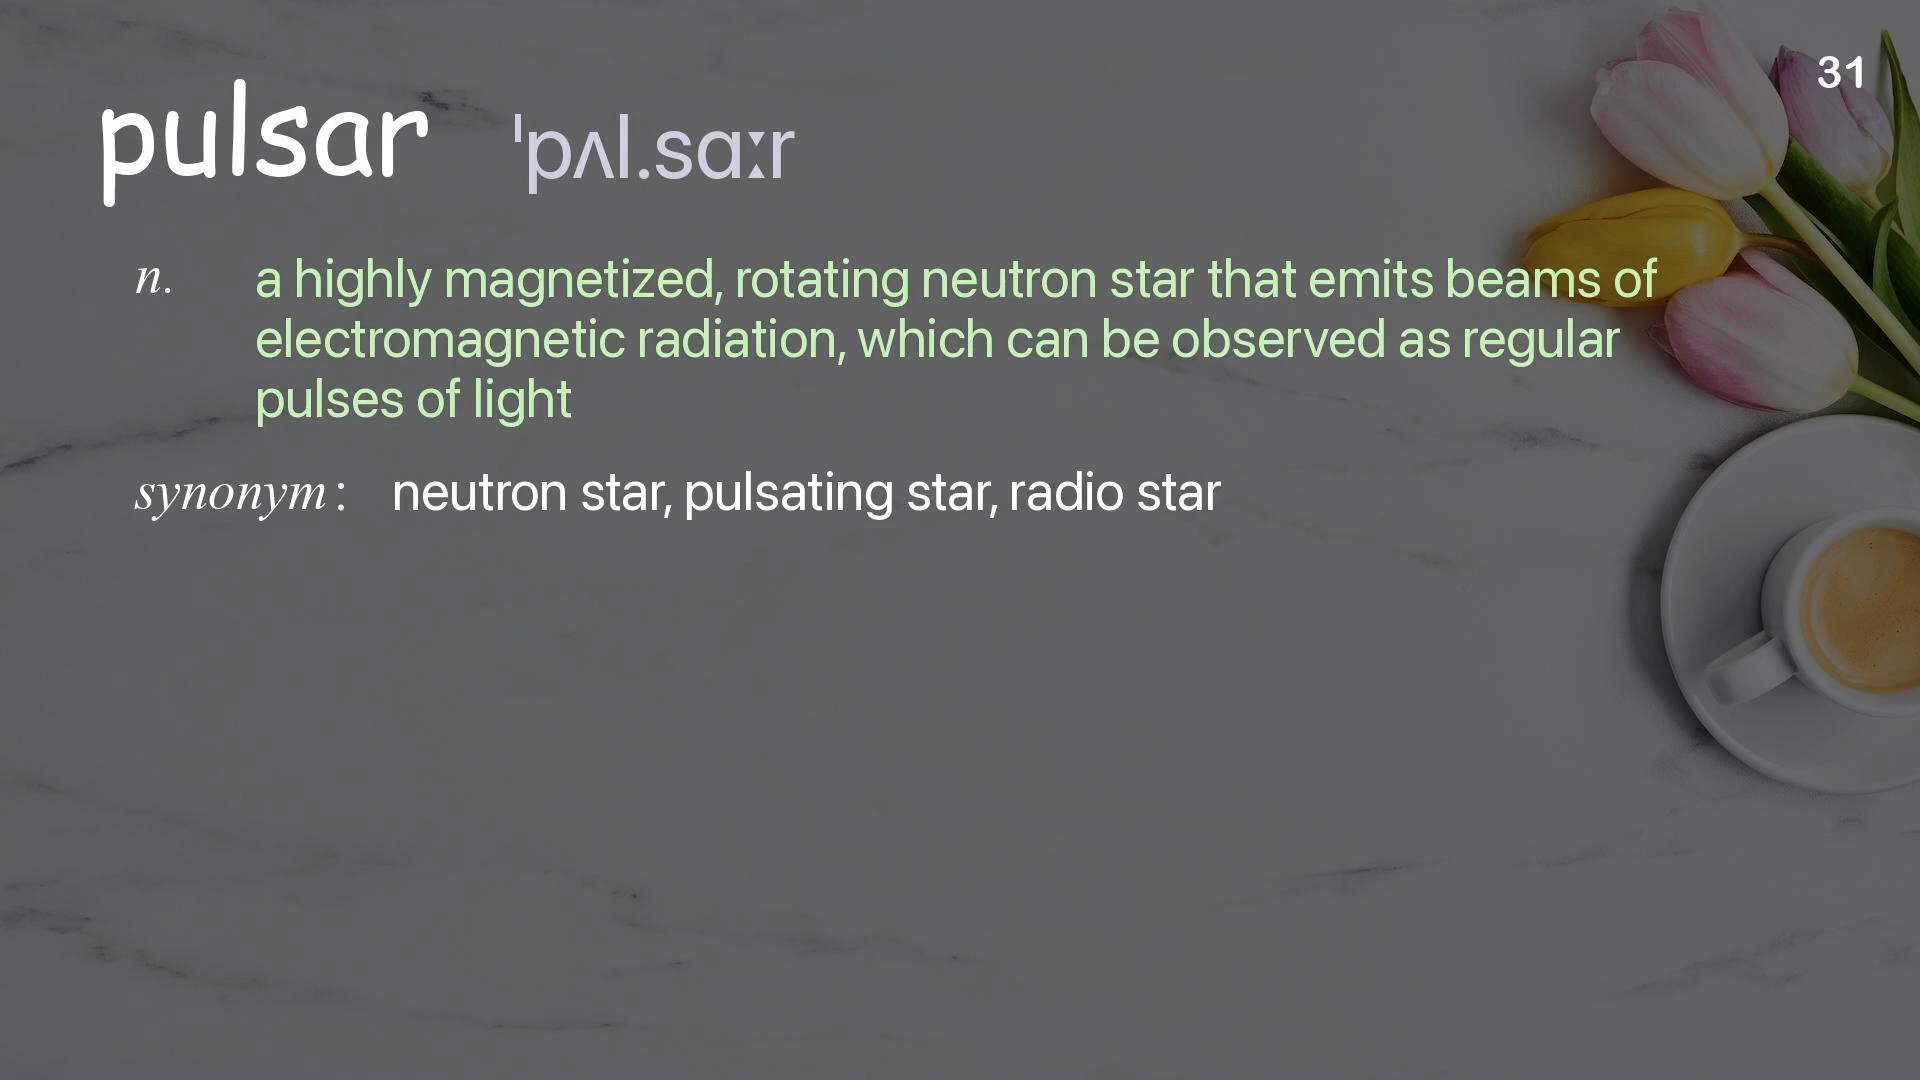 31
pulsar ˈpʌl.sɑːr
n. a highly magnetized, rotating neutron star that emits beams of
electromagnetic radiation, which can be observed as regular
pulses of light
synonym : neutron star, pulsating star, radio star